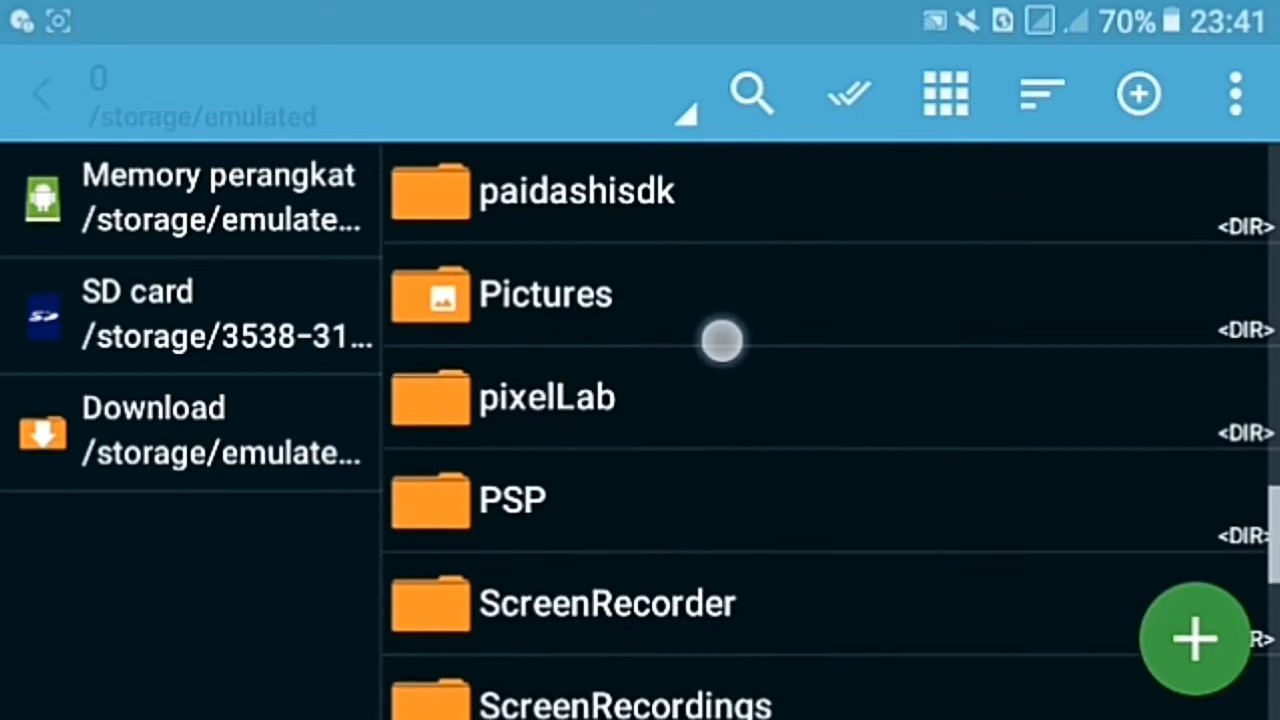 70% 23:41
0
/storage/emulated
Memory perangkat
/storage/emulate...
SD card
/storage/3538-31...
Download
/storage/emulate...
paidashisdk
<DIR>
Pictures
<DIR>
pixelLab
<DIR>
PSP
<DIR>
ScreenRecorder
R>
ScreenRecordings